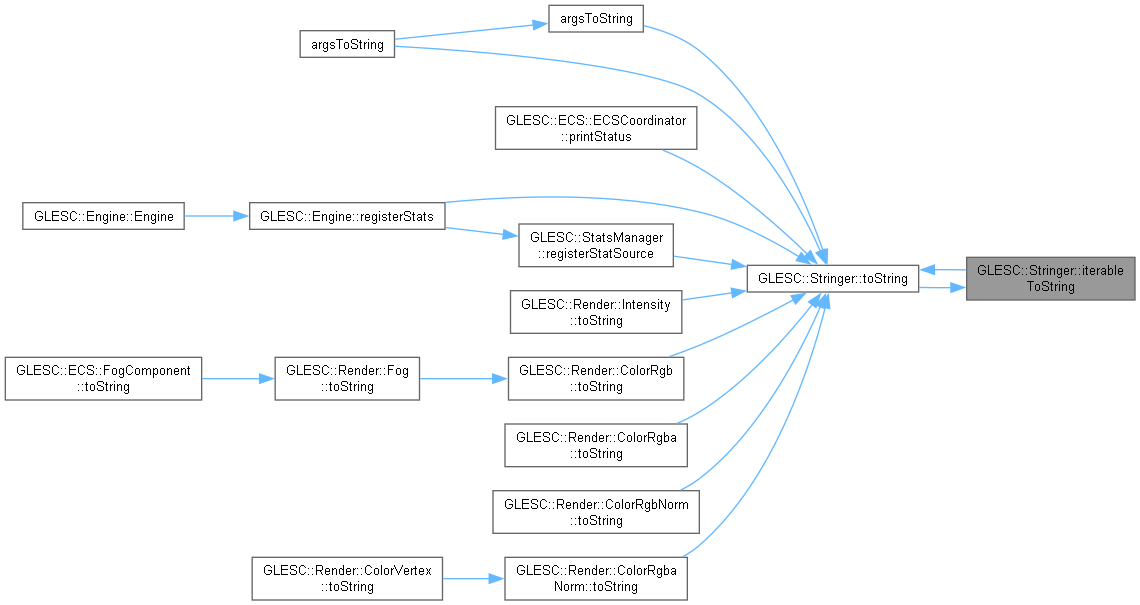 argsToString
argsToString
GLESC::ECS::ECSCoordinator
::printStatus
GLESC::Engine::Engine
GLESC::Engine::registerStats
GLESC::StatsManager
::registerStatSource
GLESC::Stringer::toString
GLESC::Stringer::iterable
ToString
GLESC::Render::Intensity
::toString
GLESC::ECS::FogComponent
::toString
GLESC::Render::Fog
::toString
GLESC::Render::ColorRgb
::toString
GLESC::Render::ColorRgba
::toString
GLESC::Render::ColorRgbNorm
::toString
GLESC::Render::ColorVertex
::toString
GLESC::Render::ColorRgba
Norm::toString